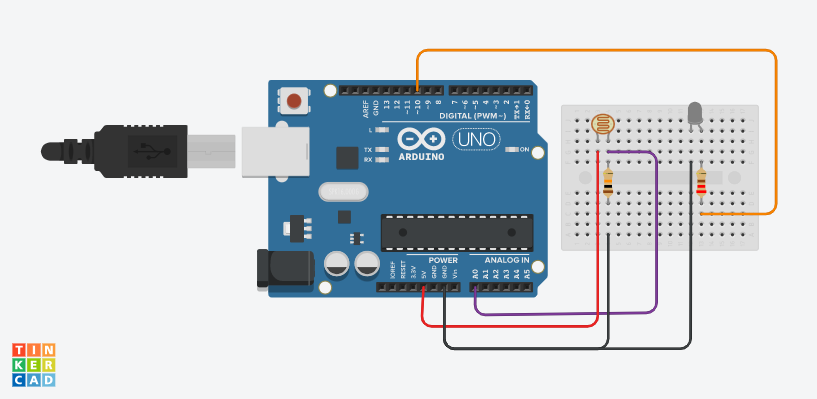 AREF
GND
13
12
~11
~10
~9
8
7
~6
~5
4
~3
2
TX→1
RX←0
DIGITAL (PWM~)
L
TX
RX
ARDUINO
UNO
ON
POWER
ANALOG IN
IOREF
RESET
3.3V
5V
GND
GND
Vin
A0
A1
A2
A3
A4
A5
TIN
KER
CAD